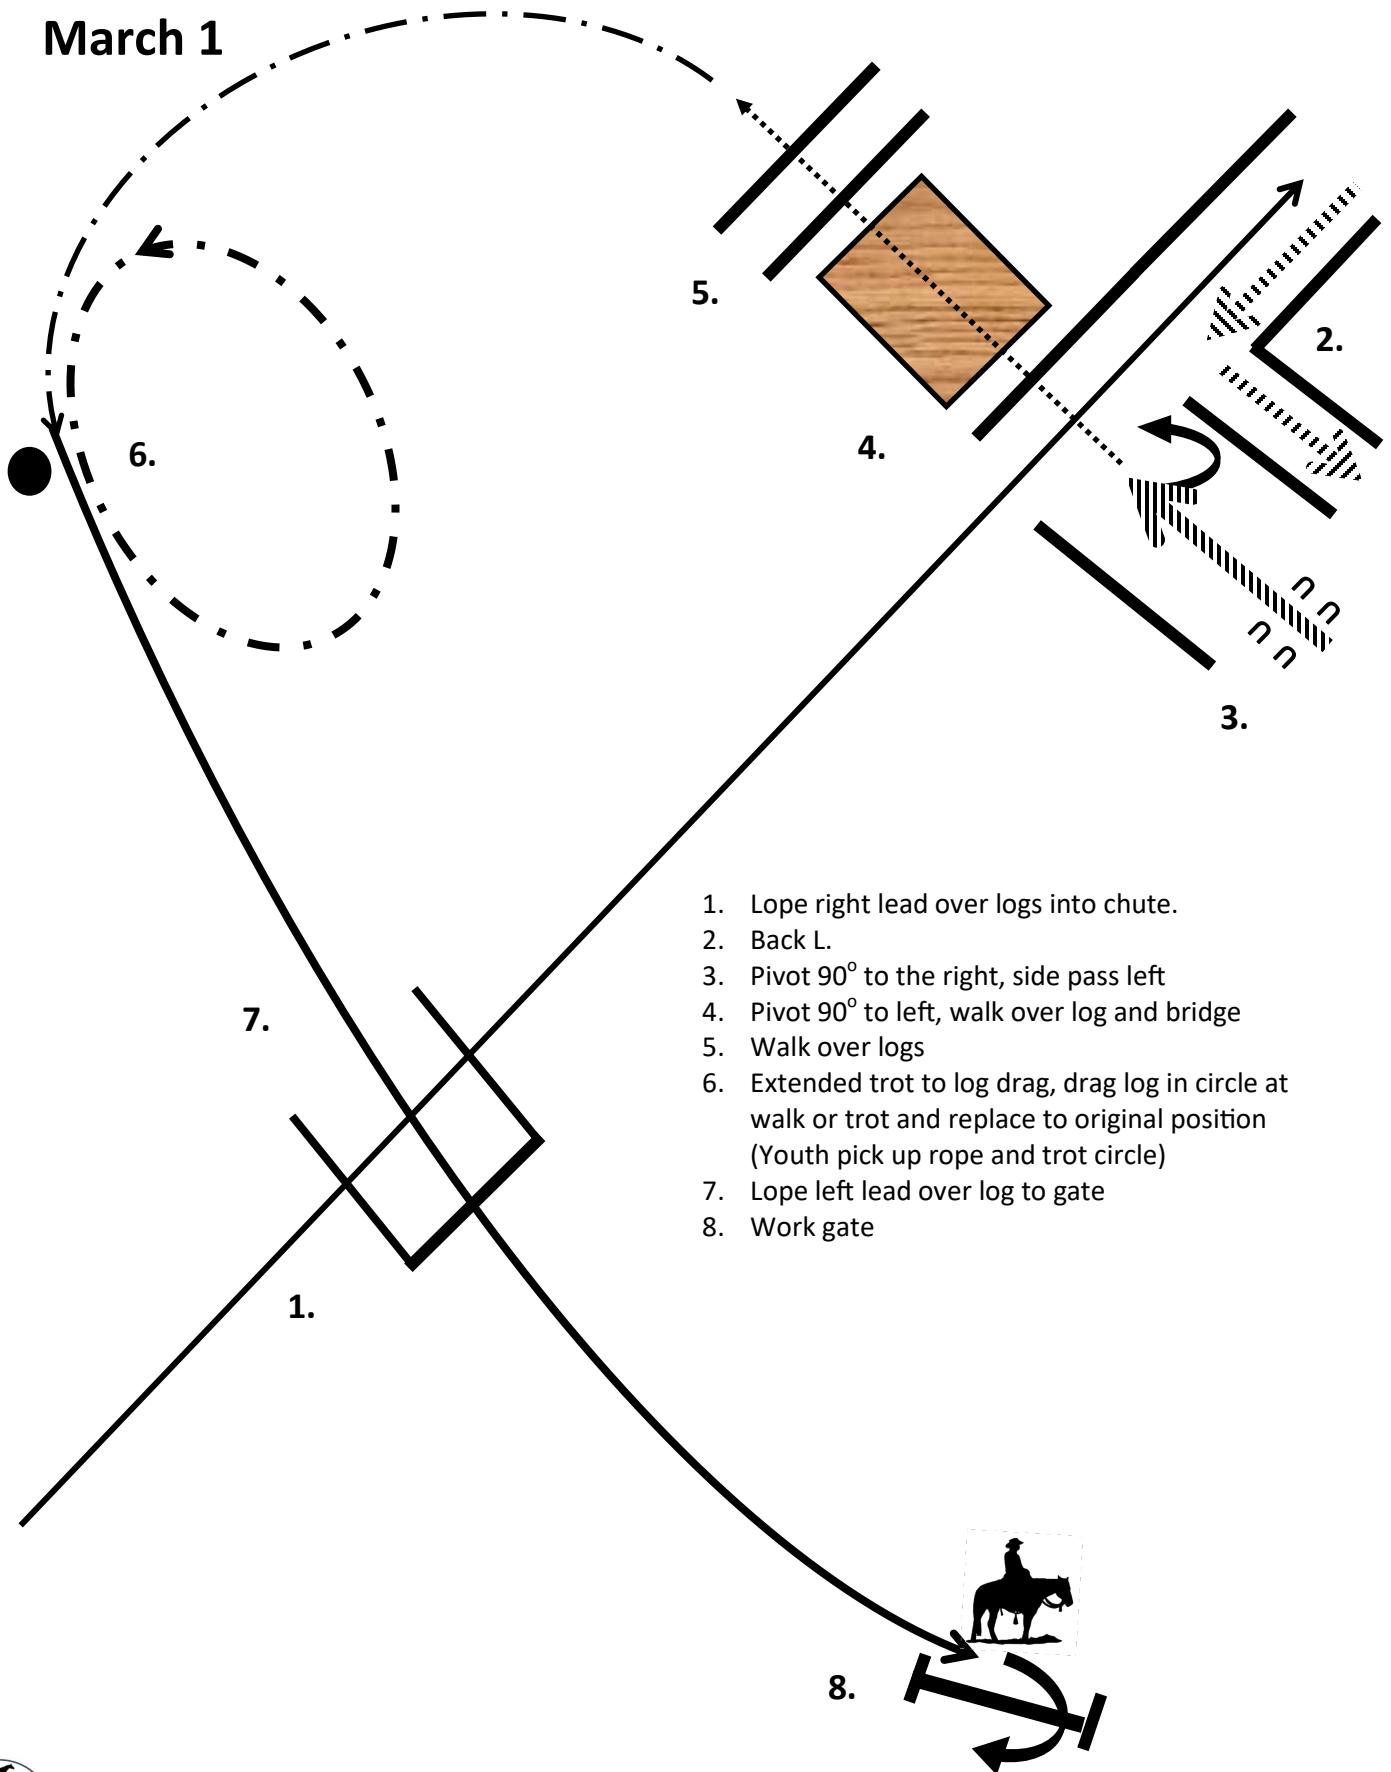 March 1
5.
2.
4.
6.
3.
1. Lope right lead over logs into chute.
2. Back L.
3. Pivot 90° to the right, side pass left
4. Pivot 90° to left, walk over log and bridge
5. Walk over logs
6. Extended trot to log drag, drag log in circle at
walk or trot and replace to original position
(Youth pick up rope and trot circle)
7. Lope left lead over log to gate
8. Work gate
7.
1.
8.